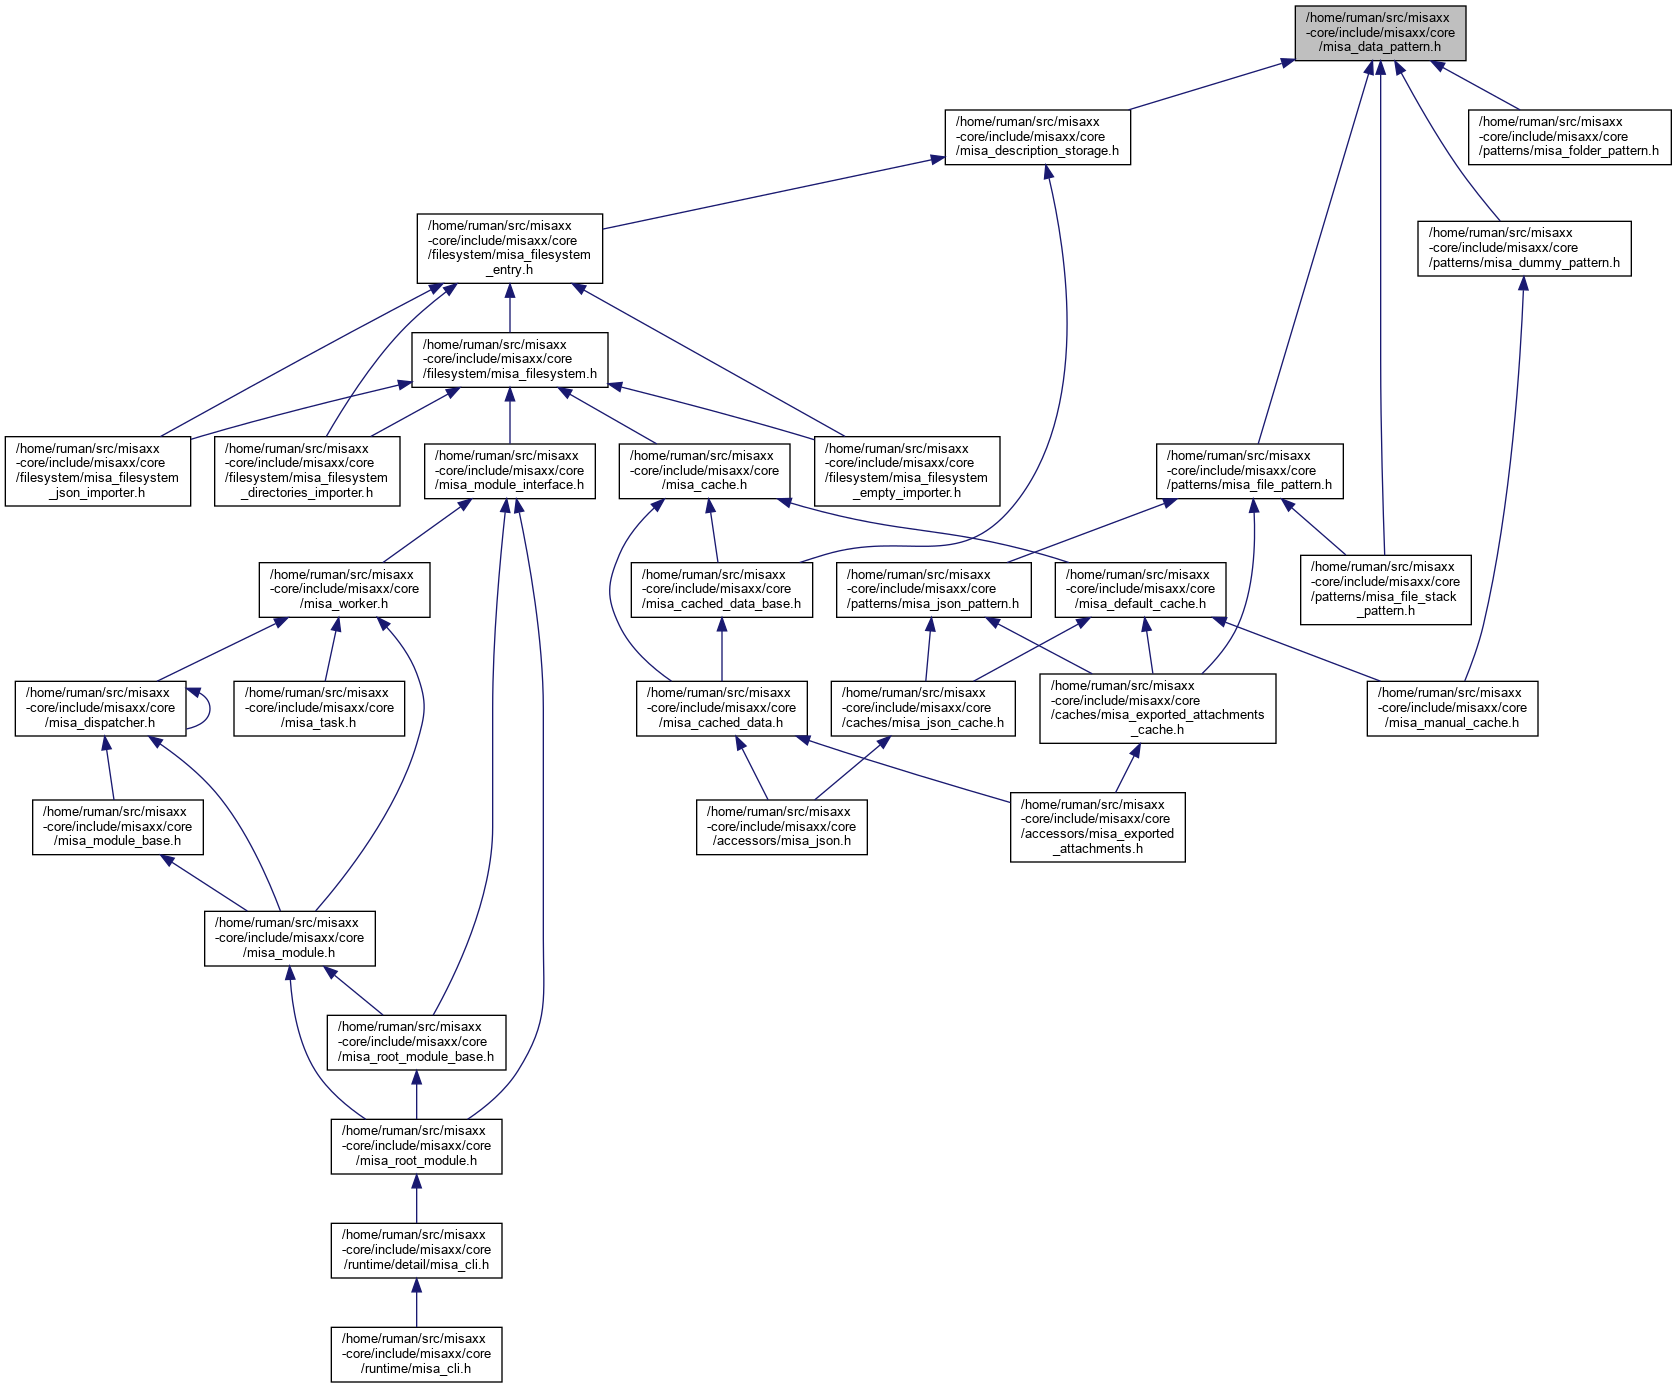 /home/ruman/src/misaxx
-core/include/misaxx/core
/misa_data_pattern.h
/home/ruman/src/misaxx
-core/include/misaxx/core
/misa_description_storage.h
/home/ruman/src/misaxx
-core/include/misaxx/core
/patterns/misa_folder_pattern.h
/home/ruman/src/misaxx
-core/include/misaxx/core
/filesystem/misa_filesystem
_entry.h
/home/ruman/src/misaxx
-core/include/misaxx/core
/patterns/misa_dummy_pattern.h
/home/ruman/src/misaxx
-core/include/misaxx/core
/filesystem/misa_filesystem.h
/home/ruman/src/misaxx
-core/include/misaxx/core
/filesystem/misa_filesystem
_json_importer.h
/home/ruman/src/misaxx
-core/include/misaxx/core
/filesystem/misa_filesystem
_directories_importer.h
/home/ruman/src/misaxx
-core/include/misaxx/core
/misa_module_interface.h
/home/ruman/src/misaxx
-core/include/misaxx/core
/misa_cache.h
/home/ruman/src/misaxx
-core/include/misaxx/core
/filesystem/misa_filesystem
_empty_importer.h
/home/ruman/src/misaxx
-core/include/misaxx/core
/patterns/misa_file_pattern.h
/home/ruman/src/misaxx
-core/include/misaxx/core
/misa_worker.h
/home/ruman/src/misaxx
-core/include/misaxx/core
/misa_cached_data_base.h
/home/ruman/src/misaxx
-core/include/misaxx/core
/patterns/misa_json_pattern.h
/home/ruman/src/misaxx
-core/include/misaxx/core
/misa_default_cache.h
/home/ruman/src/misaxx
-core/include/misaxx/core
/patterns/misa_file_stack
_pattern.h
/home/ruman/src/misaxx
-core/include/misaxx/core
/misa_dispatcher.h
/home/ruman/src/misaxx
-core/include/misaxx/core
/misa_task.h
/home/ruman/src/misaxx
-core/include/misaxx/core
/misa_cached_data.h
/home/ruman/src/misaxx
-core/include/misaxx/core
/caches/misa_json_cache.h
/home/ruman/src/misaxx
-core/include/misaxx/core
/caches/misa_exported_attachments
_cache.h
/home/ruman/src/misaxx
-core/include/misaxx/core
/misa_manual_cache.h
/home/ruman/src/misaxx
-core/include/misaxx/core
/misa_module_base.h
/home/ruman/src/misaxx
-core/include/misaxx/core
/accessors/misa_json.h
/home/ruman/src/misaxx
-core/include/misaxx/core
/accessors/misa_exported
_attachments.h
/home/ruman/src/misaxx
-core/include/misaxx/core
/misa_module.h
/home/ruman/src/misaxx
-core/include/misaxx/core
/misa_root_module_base.h
/home/ruman/src/misaxx
-core/include/misaxx/core
/misa_root_module.h
/home/ruman/src/misaxx
-core/include/misaxx/core
/runtime/detail/misa_cli.h
/home/ruman/src/misaxx
-core/include/misaxx/core
/runtime/misa_cli.h